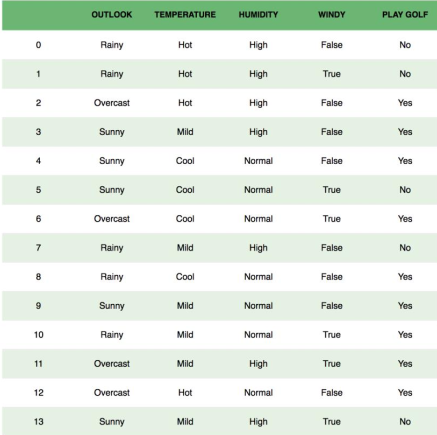 OUTLOOK TEMPERATURE HUMIDITY WINDY PLAY GOLF
0 Rainy Hot High False No
1 Rainy Hot High True No
2 Overcast Hot High False Yes
3 Sunny Mild High False Yes
4 Sunny Cool Normal False Yes
5 Sunny Cool Normal True No
6 Overcast Cool Normal True Yes
7 Rainy Mild High False No
8 Rainy Cool Normal False Yes
9 Sunny Mild Normal False Yes
10 Rainy Mild Normal True Yes
11 Overcast Mild High True Yes
12 Overcast Hot Normal False Yes
13 Sunny Mild High True No